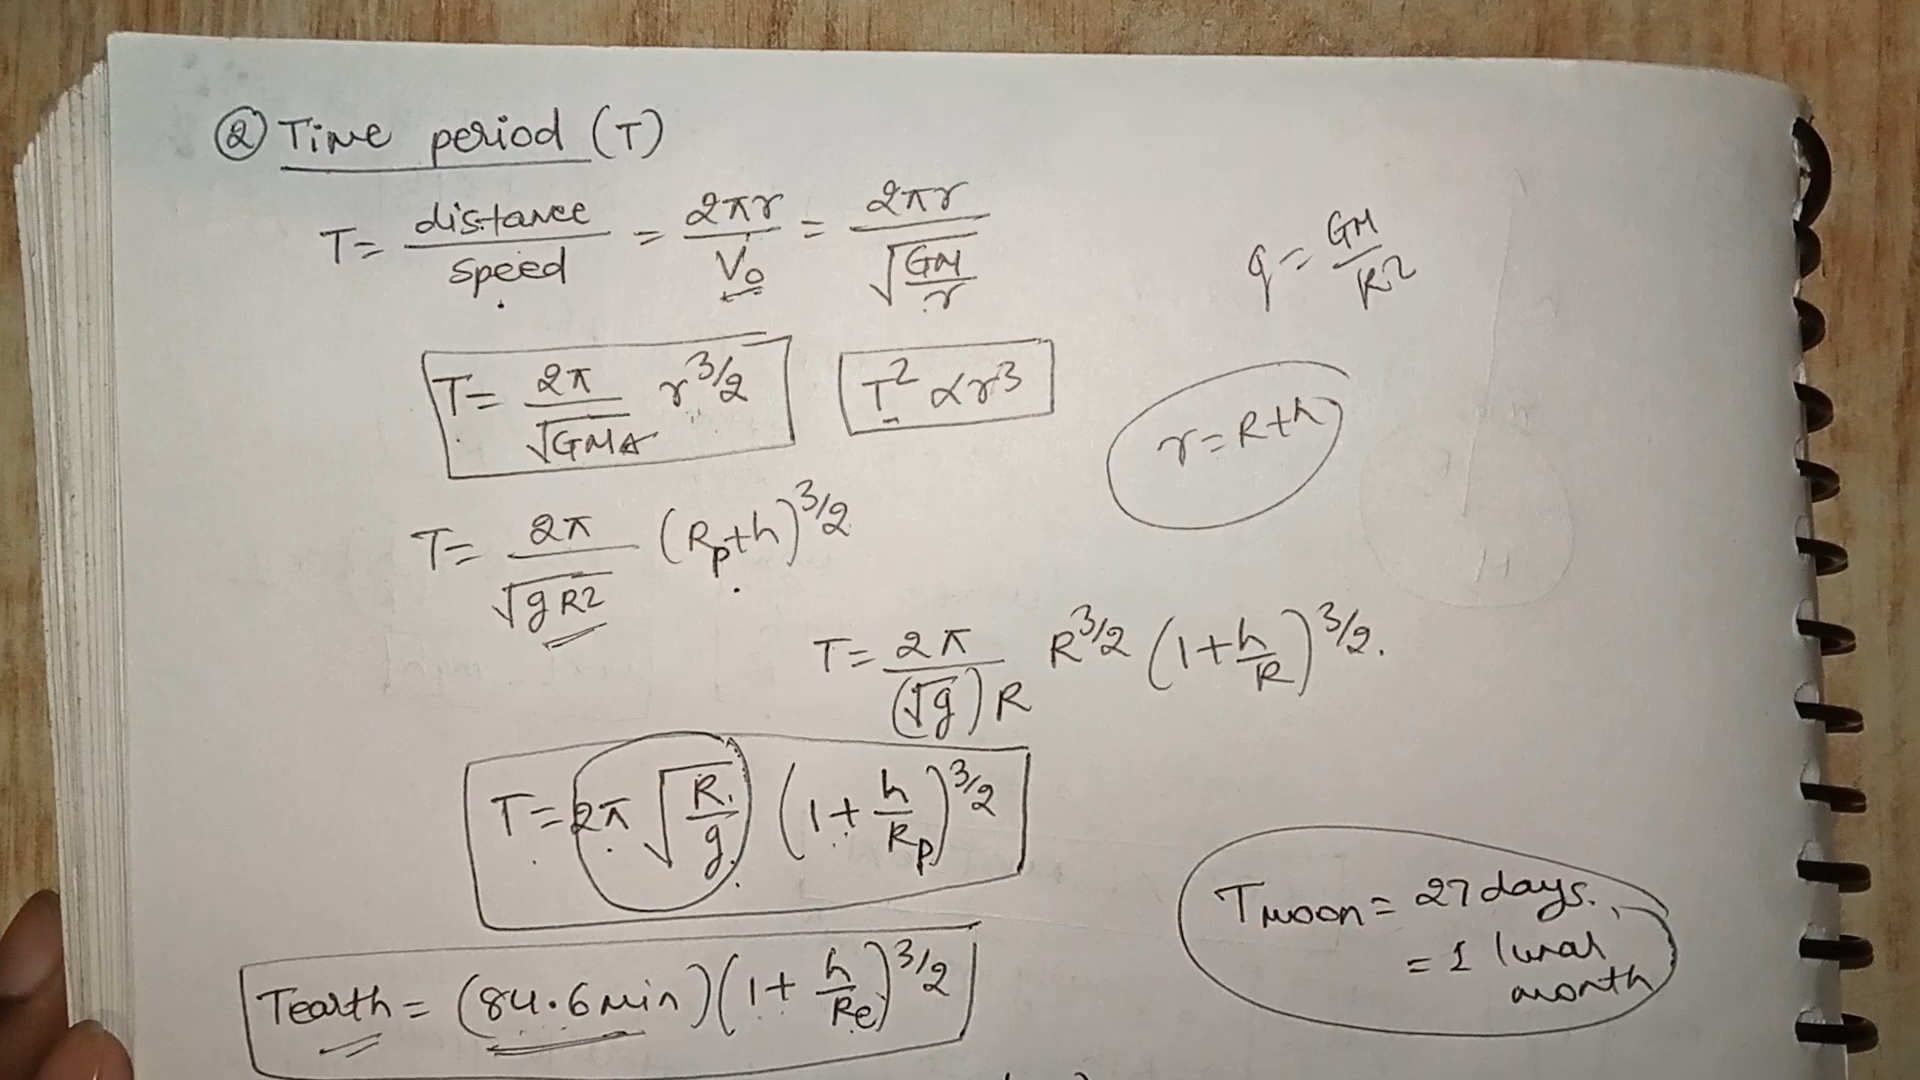 ② Time period (T)
T = distance/speed = 2πr/V₀ = 2πr/√(GM/r)
g = GM/R²
T = 2π/√GM r^3/2
T² ∝ r³
r = R+h
T = 2π/√gR² (Rp+h)^3/2
T = 2π/(√g)R R^3/2 (1+h/R)^3/2.
T = 2π √(R/g) (1+h/Rp)^3/2
Tmoon = 27 days.
= 1 lunar
month
Tearth = (84.6 min)(1+h/Re)^3/2